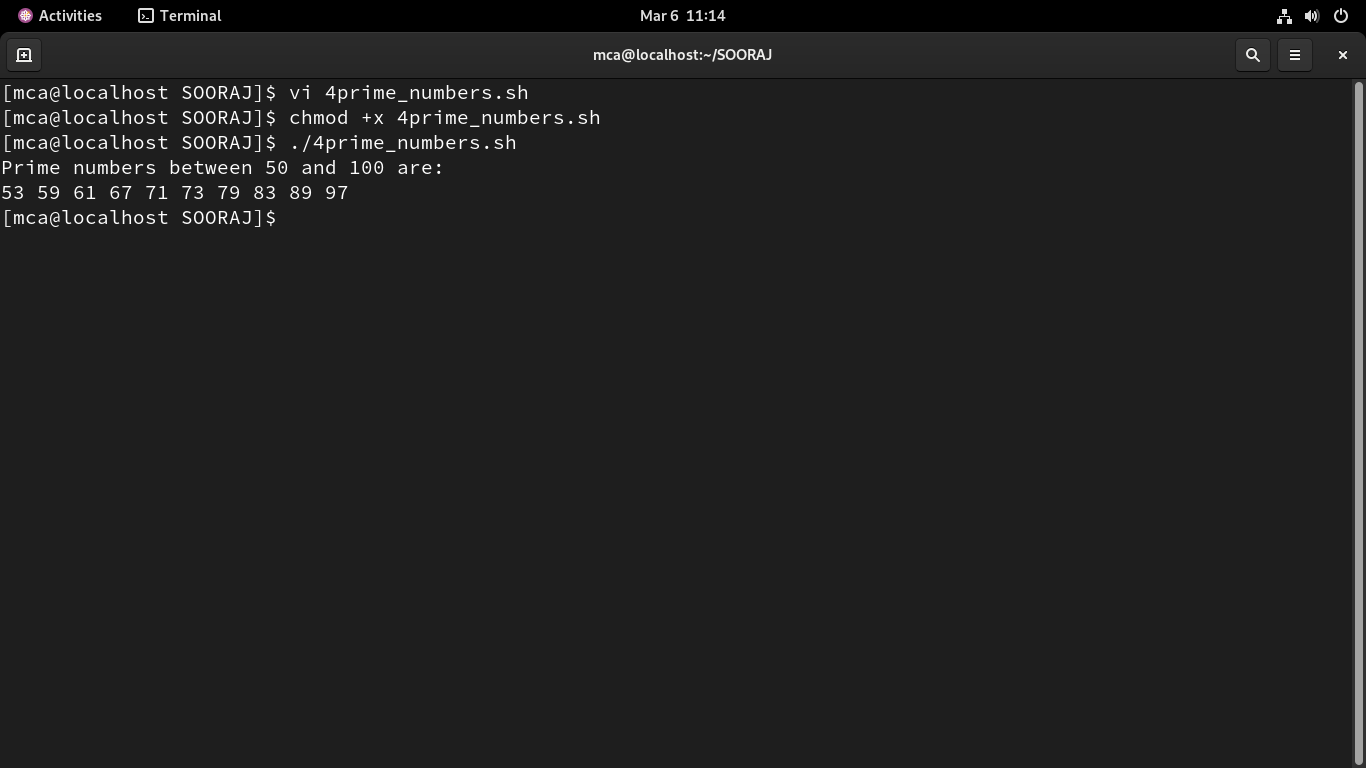 Activities Terminal Mar 6 11:14
mca@localhost:~/SOORAJ
[mca@localhost SOORAJ]$ vi 4prime_numbers.sh
[mca@localhost SOORAJ]$ chmod +x 4prime_numbers.sh
[mca@localhost SOORAJ]$ ./4prime_numbers.sh
Prime numbers between 50 and 100 are:
53 59 61 67 71 73 79 83 89 97
[mca@localhost SOORAJ]$